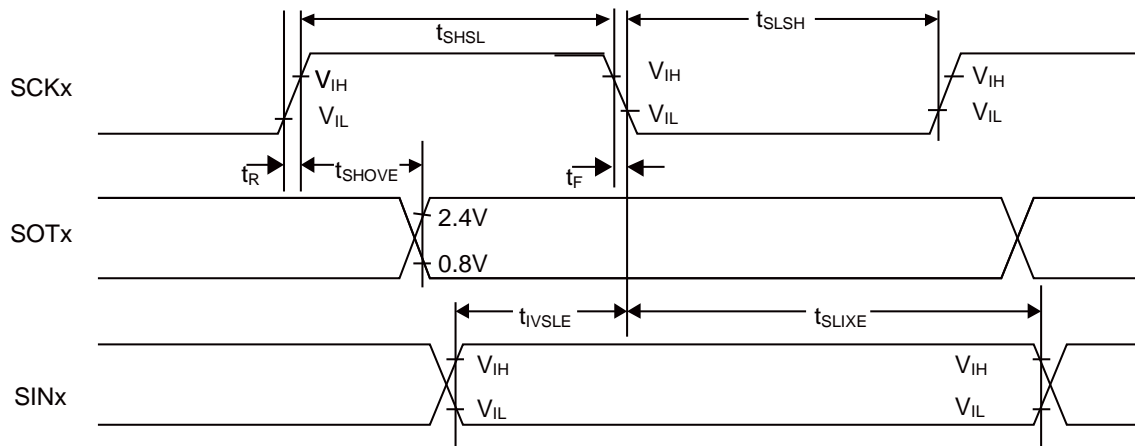 tSHSL
tSLSH
SCKx
VIH
VIH
VIH
VIL
VIL
VIL
tR
tSHOVE
tF
SOTx
2.4V
0.8V
tIVSLE
tSLIXE
SINx
VIH
VIH
VIL
VIL